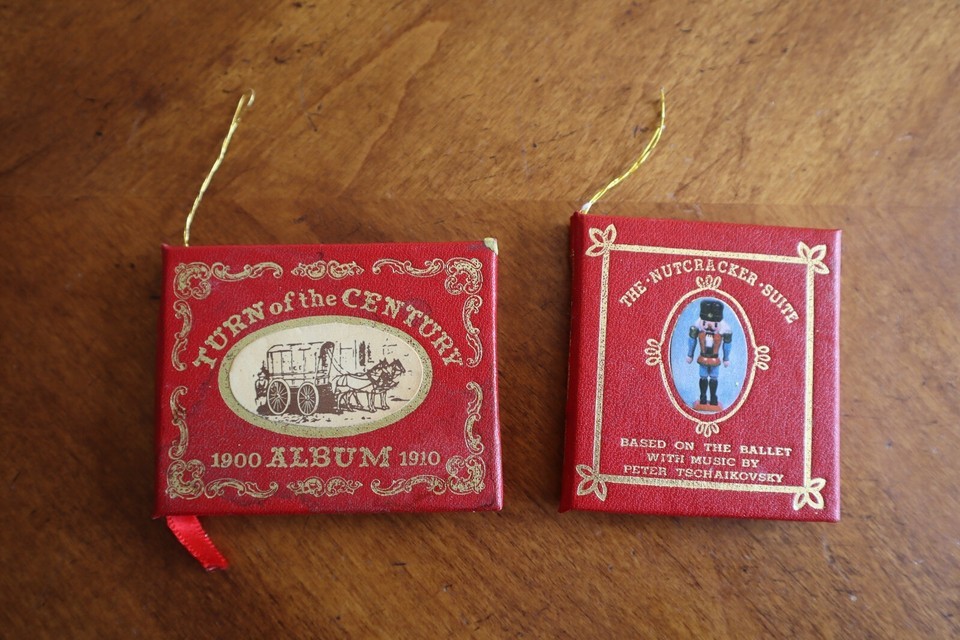 TURN of the CENTURY
1900 ALBUM 1910
THE·NUTCRACKER·SUITE
BASED ON THE BALLET
WITH MUSIC BY
PETER TSCHAIKOVSKY